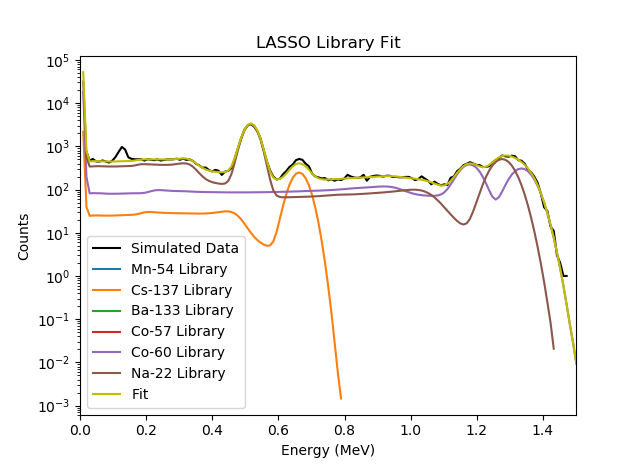 LASSO Library Fit
Counts
10^5
10^4
10^3
10^2
10^1
10^0
10^−1
10^−2
10^−3
Simulated Data
Mn-54 Library
Cs-137 Library
Ba-133 Library
Co-57 Library
Co-60 Library
Na-22 Library
Fit
0.0 0.2 0.4 0.6 0.8 1.0 1.2 1.4
Energy (MeV)